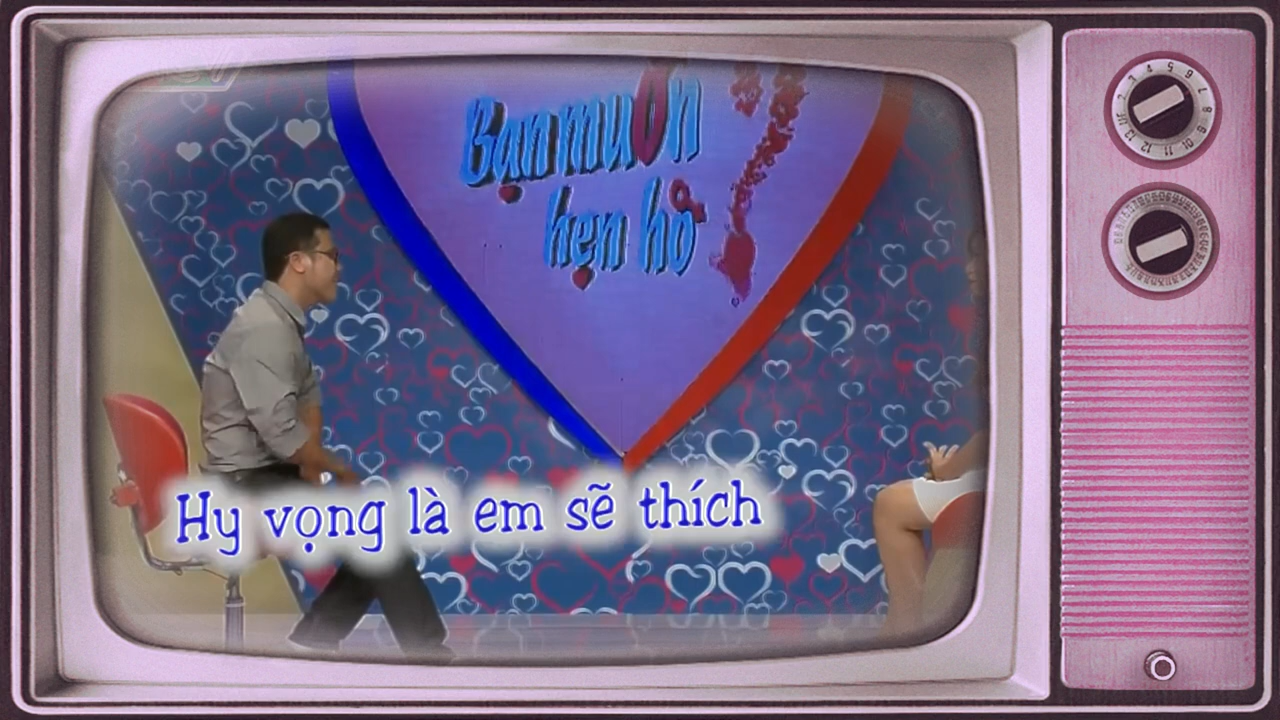 Bạn muốn
hẹn hò
?
Hy vọng là em sẽ thích